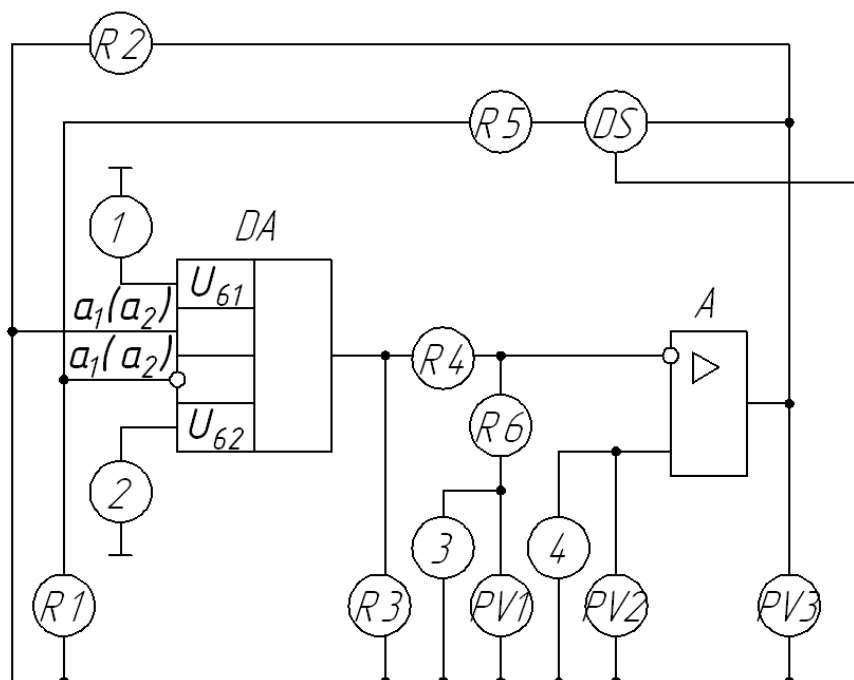 R2
R5 DS
1
DA
U61
a1(a2)
a1(a2)
U62
A
R4
R6
2
3
4
R1
R3
PV1
PV2
PV3